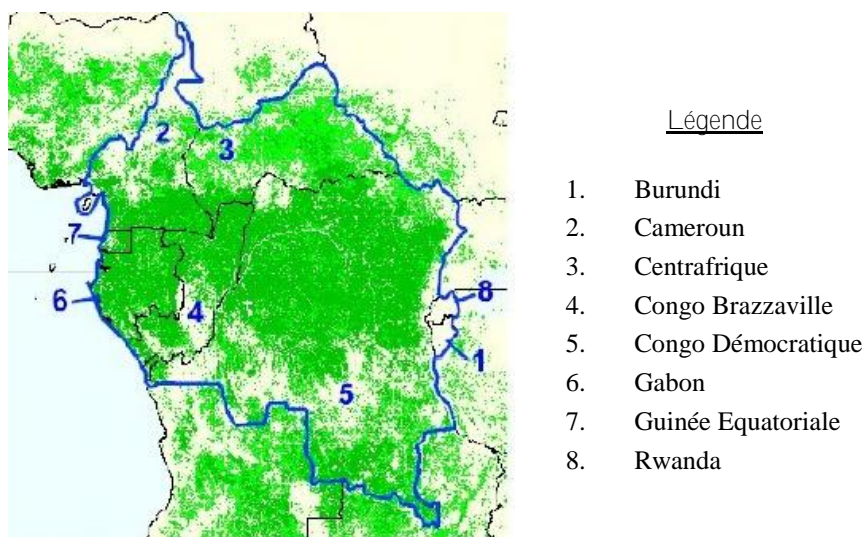 2
3
7
6
4
8
1
5
Légende
1. Burundi
2. Cameroun
3. Centrafrique
4. Congo Brazzaville
5. Congo Démocratique
6. Gabon
7. Guinée Equatoriale
8. Rwanda